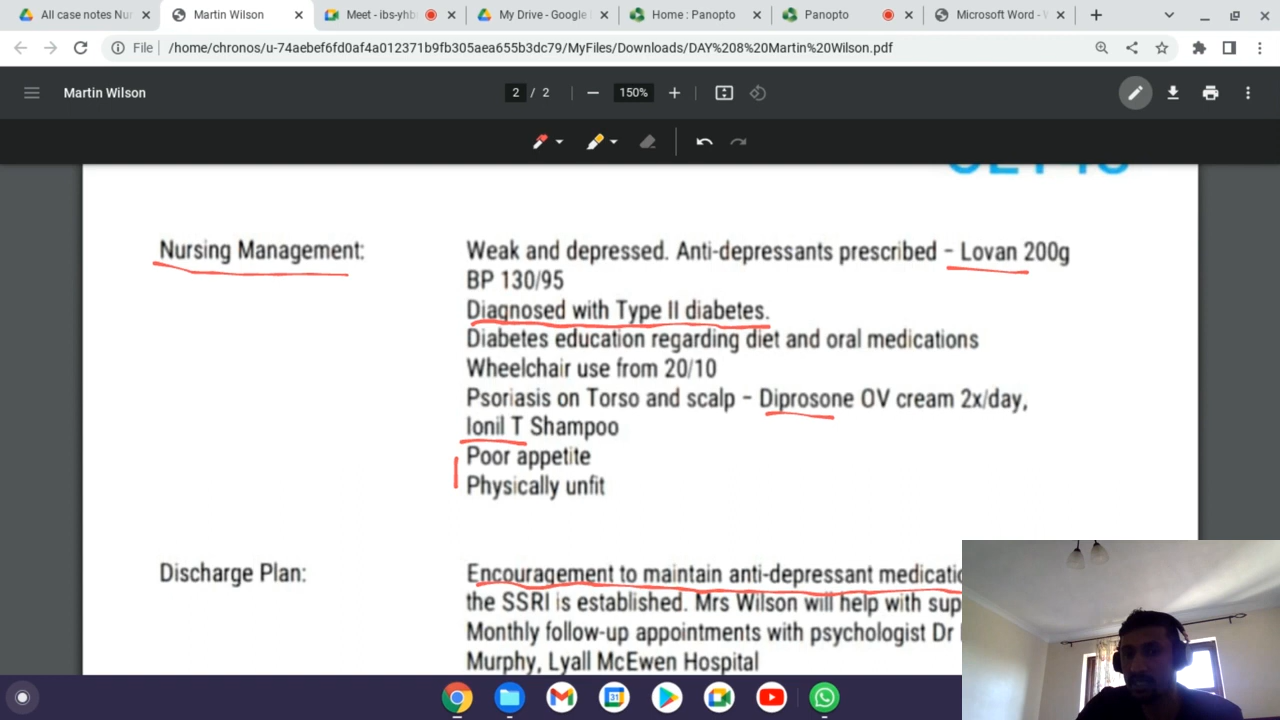 All case notes Nur
Martin Wilson
Meet - ibs-yhb
My Drive - Google
Home : Panopto
Panopto
Microsoft Word -
File
/home/chronos/u-74aebef6fd0af4a012371b9fb305aea655b3dc79/MyFiles/Downloads/DAY%208%20Martin%20Wilson.pdf
Martin Wilson
2 / 2
150%
Nursing Management:
Weak and depressed. Anti-depressants prescribed - Lovan 200g
BP 130/95
Diagnosed with Type II diabetes.
Diabetes education regarding diet and oral medications
Wheelchair use from 20/10
Psoriasis on Torso and scalp - Diprosone OV cream 2x/day,
Ionil T Shampoo
Poor appetite
Physically unfit
Discharge Plan:
Encouragement to maintain anti-depressant medicatio
the SSRI is established. Mrs Wilson will help with sup
Monthly follow-up appointments with psychologist Dr
Murphy, Lyall McEwen Hospital
31